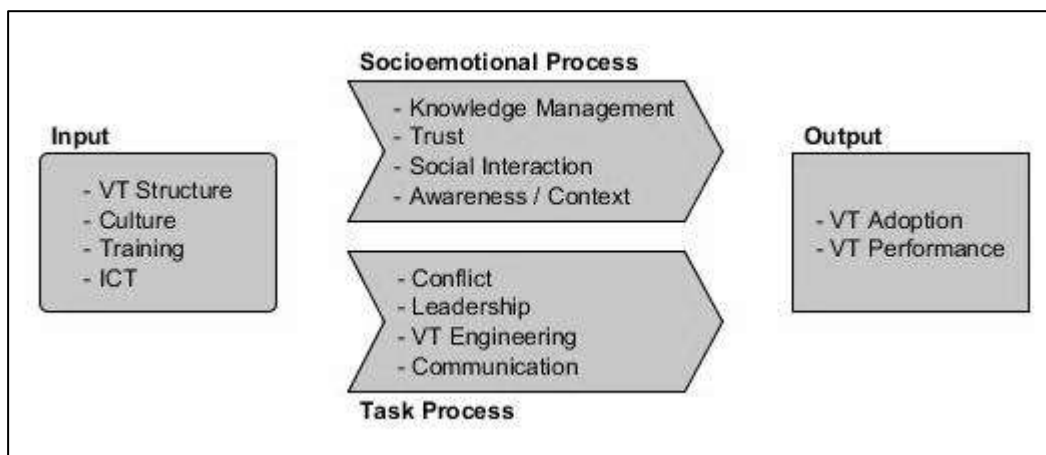 Input
- VT Structure
- Culture
- Training
- ICT
Socioemotional Process
- Knowledge Management
- Trust
- Social Interaction
- Awareness / Context
- Conflict
- Leadership
- VT Engineering
- Communication
Task Process
Output
- VT Adoption
- VT Performance